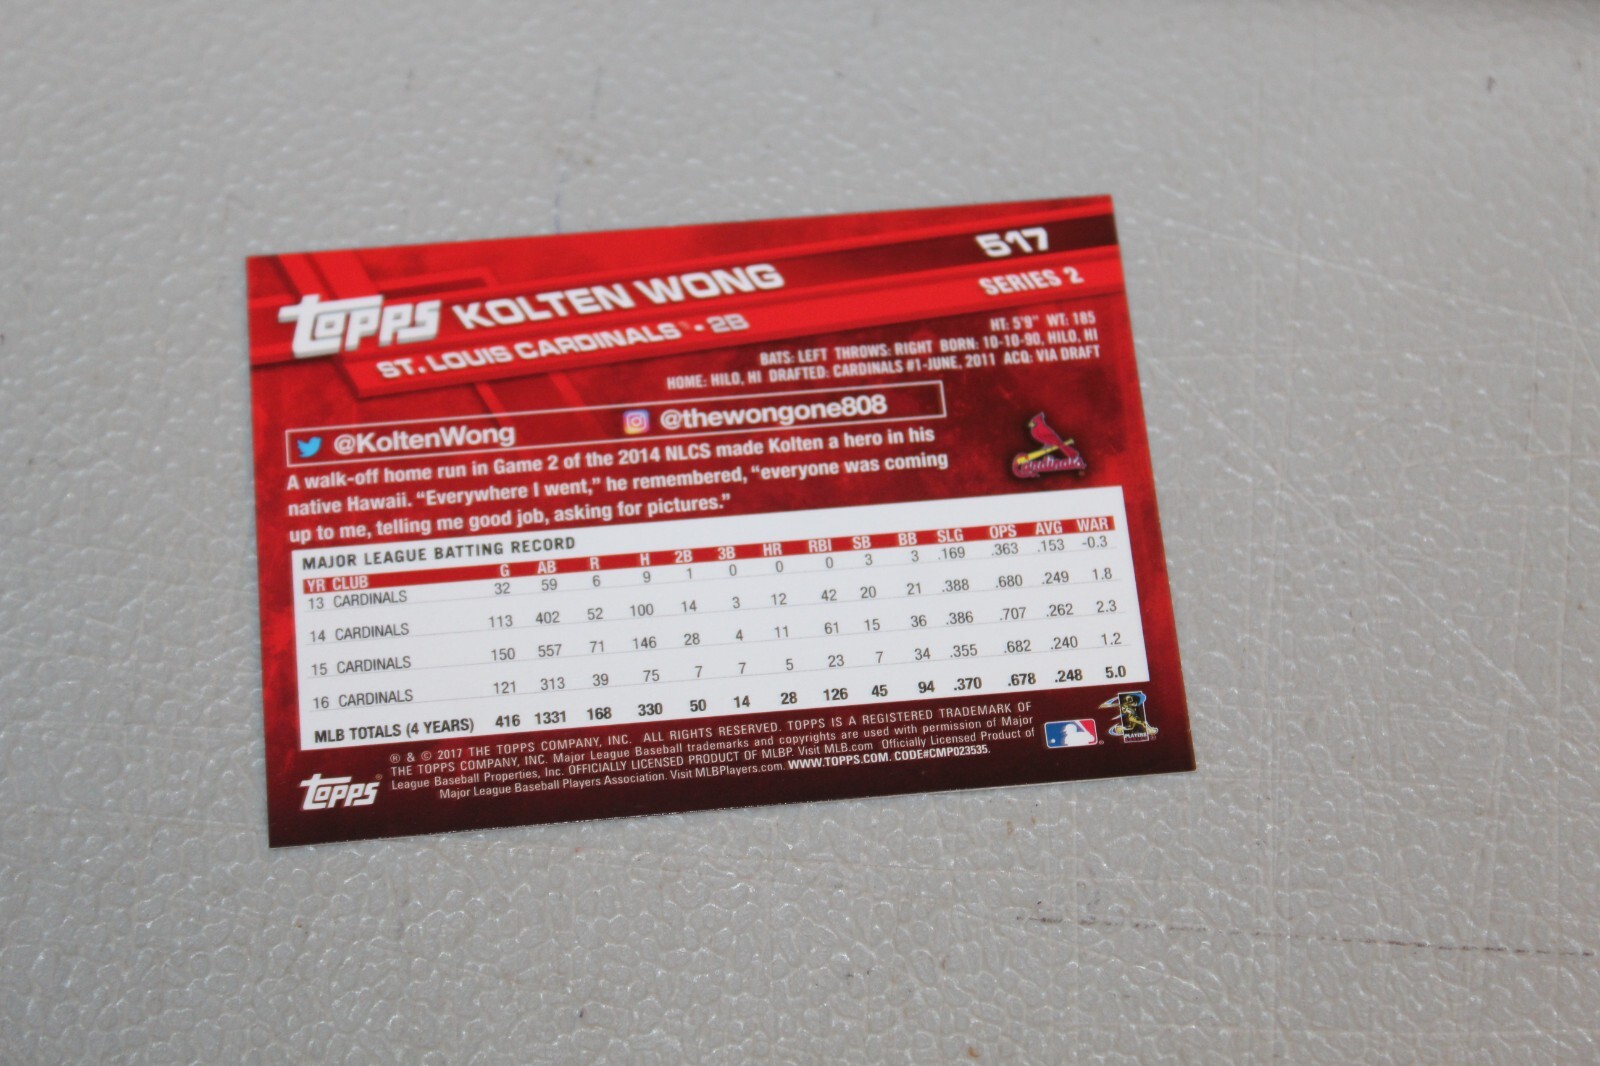 TOPPS KOLTEN WONG 517
ST. LOUIS CARDINALS® • 2B SERIES 2
HT: 5'9" WT: 185
BATS: LEFT THROWS: RIGHT BORN: 10-10-90, HILO, HI
HOME: HILO, HI DRAFTED: CARDINALS #1-JUNE, 2011 ACQ: VIA DRAFT
@KoltenWong @thewongone808
A walk-off home run in Game 2 of the 2014 NLCS made Kolten a hero in his
native Hawaii. “Everywhere I went,” he remembered, “everyone was coming
up to me, telling me good job, asking for pictures.”
Cardinals
MAJOR LEAGUE BATTING RECORD
YR CLUB G AB R H 2B 3B HR RBI SB BB SLG OPS AVG WAR
13 CARDINALS 32 59 6 9 1 0 0 0 3 3 .169 .363 .153 -0.3
14 CARDINALS 113 402 52 100 14 3 12 42 20 21 .388 .680 .249 1.8
15 CARDINALS 150 557 71 146 28 4 11 61 15 36 .386 .707 .262 2.3
16 CARDINALS 121 313 39 75 7 7 5 23 7 34 .355 .682 .240 1.2
MLB TOTALS (4 YEARS) 416 1331 168 330 50 14 28 126 45 94 .370 .678 .248 5.0
® & © 2017 THE TOPPS COMPANY, INC. ALL RIGHTS RESERVED. TOPPS IS A REGISTERED TRADEMARK OF
THE TOPPS COMPANY, INC. Major League Baseball trademarks and copyrights are used with permission of Major
League Baseball Properties, Inc. OFFICIALLY LICENSED PRODUCT OF MLBP. Visit MLB.com Officially Licensed Product of
Major League Baseball Players Association. Visit MLBPlayers.com. WWW.TOPPS.COM. CODE#CMP023535.
TOPPS®
PLAYERS